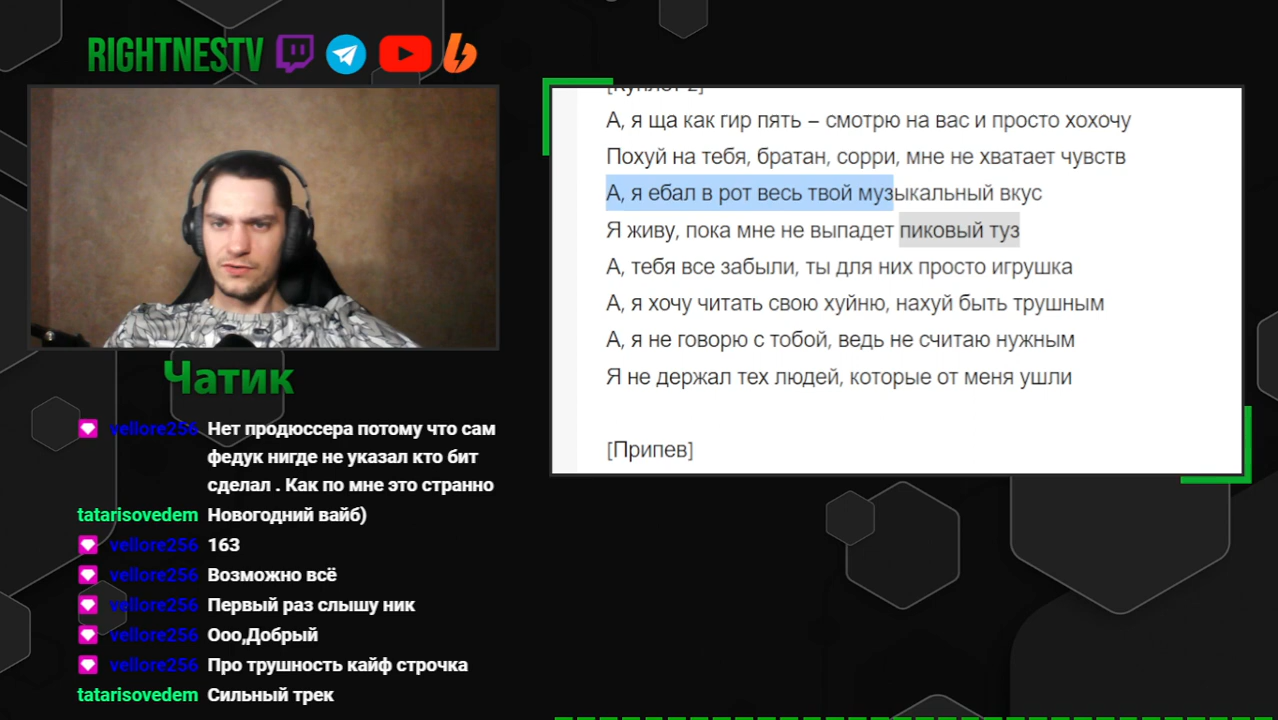 RIGHTNESTV
[Куплет 2]
А, я ща как гир пять – смотрю на вас и просто хохочу
Похуй на тебя, братан, сорри, мне не хватает чувств
А, я ебал в рот весь твой музыкальный вкус
Я живу, пока мне не выпадет пиковый туз
А, тебя все забыли, ты для них просто игрушка
А, я хочу читать свою хуйню, нахуй быть трушным
А, я не говорю с тобой, ведь не считаю нужным
Я не держал тех людей, которые от меня ушли
[Припев]
Чатик
vellore256 Нет продюссера потому что сам
федук нигде не указал кто бит
сделал . Как по мне это странно
tatarisovedem Новогодний вайб)
vellore256 163
vellore256 Возможно всё
vellore256 Первый раз слышу ник
vellore256 Ооо,Добрый
vellore256 Про трушность кайф строчка
tatarisovedem Сильный трек